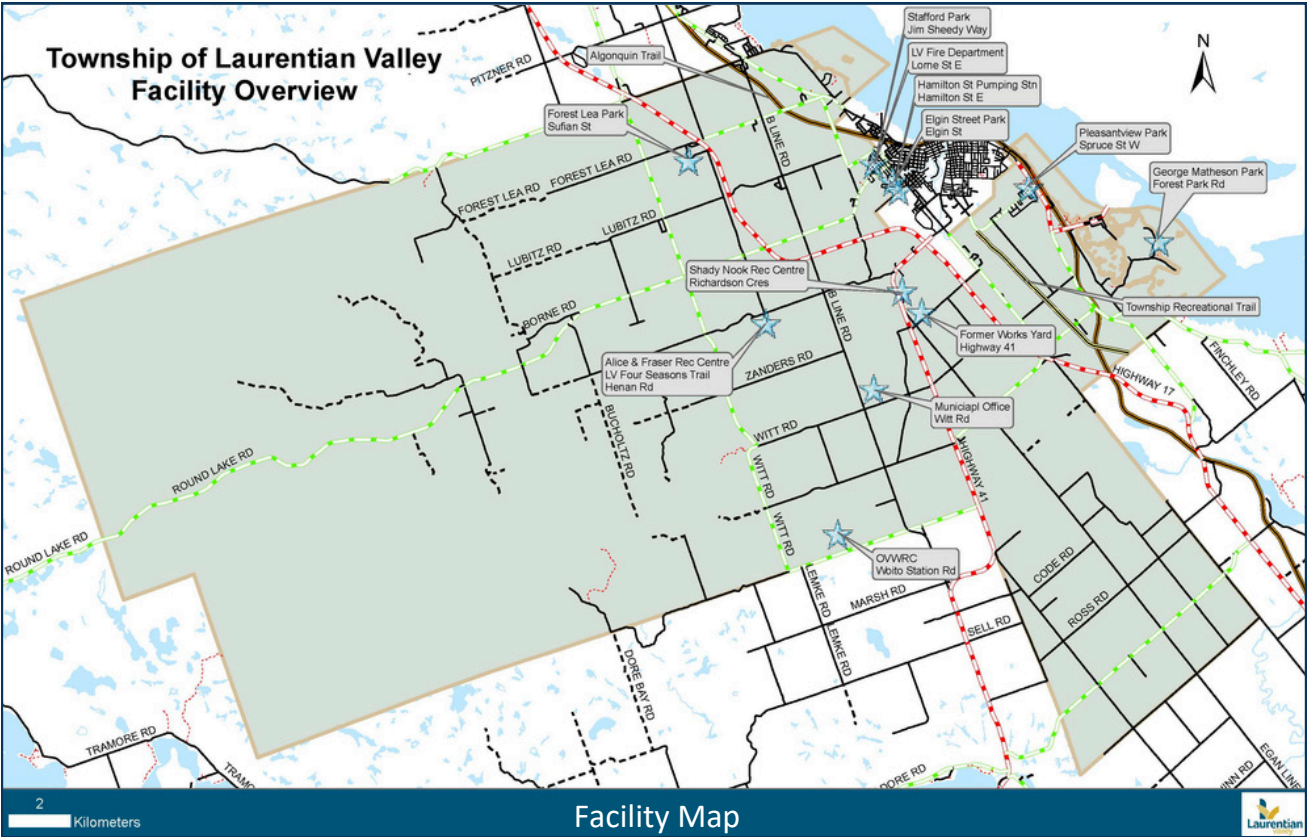 Township of Laurentian Valley
Facility Overview
PITZNER RD
Algonquin Trail
Stafford Park
Jim Sheedy Way
LV Fire Department
Lorne St E
Hamilton St Pumping Stn
Hamilton St E
Elgin Street Park
Elgin St
N
Forest Lea Park
Sufian St
B LINE RD
Pleasantview Park
Spruce St W
George Matheson Park
Forest Park Rd
FOREST LEA RD
FOREST LEA RD
LUBITZ RD
LUBITZ RD
Shady Nook Rec Centre
Richardson Cres
B LINE RD
Township Recreational Trail
BORNE RD
Former Works Yard
Highway 41
Alice & Fraser Rec Centre
LV Four Seasons Trail
Henan Rd
ZANDERS RD
FINCHLEY RD
HIGHWAY 17
Municiapl Office
Witt Rd
BUCHOLTZ RD
WITT RD
WITT RD
WITT RD
HIGHWAY 41
ROUND LAKE RD
ROUND LAKE RD
OVWRC
Woito Station Rd
CODE RD
LEMKE RD
MARSH RD
ROSS RD
SELL RD
LEMKE RD
DORE BAY RD
TRAMORE RD
TRAMO
DORE RD
EGAN LINE
INN RD
2
Kilometers
Facility Map
Laurentian
Valley